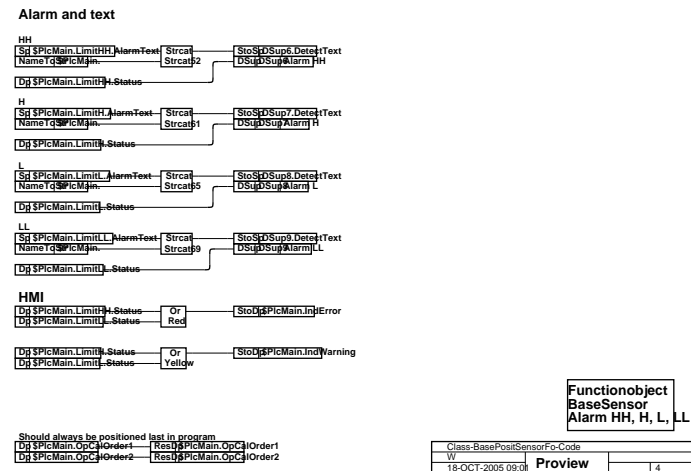 Alarm and text
HH
Sp $PlcMain.LimitHH.AlarmText Strcat StoSp DSup6.DetectText
NameToStr $PlcMain. Strcat52 DSup DSup6 Alarm HH
Dp $PlcMain.LimitHH.Status
H
Sp $PlcMain.LimitH.AlarmText Strcat StoSp DSup7.DetectText
$PlcMain. Strcat61 DSup DSup7 Alarm H
Dp $PlcMain.LimitH.Status
L
Sp $PlcMain.LimitL.AlarmText Strcat StoSp DSup8.DetectText
$PlcMain. Strcat65 DSup DSup8 Alarm L
Dp $PlcMain.LimitL.Status
LL
Sp $PlcMain.LimitLL.AlarmText Strcat StoSp DSup9.DetectText
$PlcMain. Strcat69 DSup DSup9 Alarm LL
Dp $PlcMain.LimitLL.Status
HMI
Dp $PlcMain.LimitHH.Status Or StoDp $PlcMain.IndError
Dp $PlcMain.LimitLL.Status Red
Dp $PlcMain.LimitH.Status Or StoDp $PlcMain.IndWarning
Dp $PlcMain.LimitL.Status Yellow
Functionobject
BaseSensor
Alarm HH, H, L, LL
Should always be positioned last in program
Dp $PlcMain.OpCalOrder1 ResDp $PlcMain.OpCalOrder1
Dp $PlcMain.OpCalOrder2 ResDp $PlcMain.OpCalOrder2
Class-BasePositSensorFo-Code
W
18-OCT-2005 09:01 Proview 4